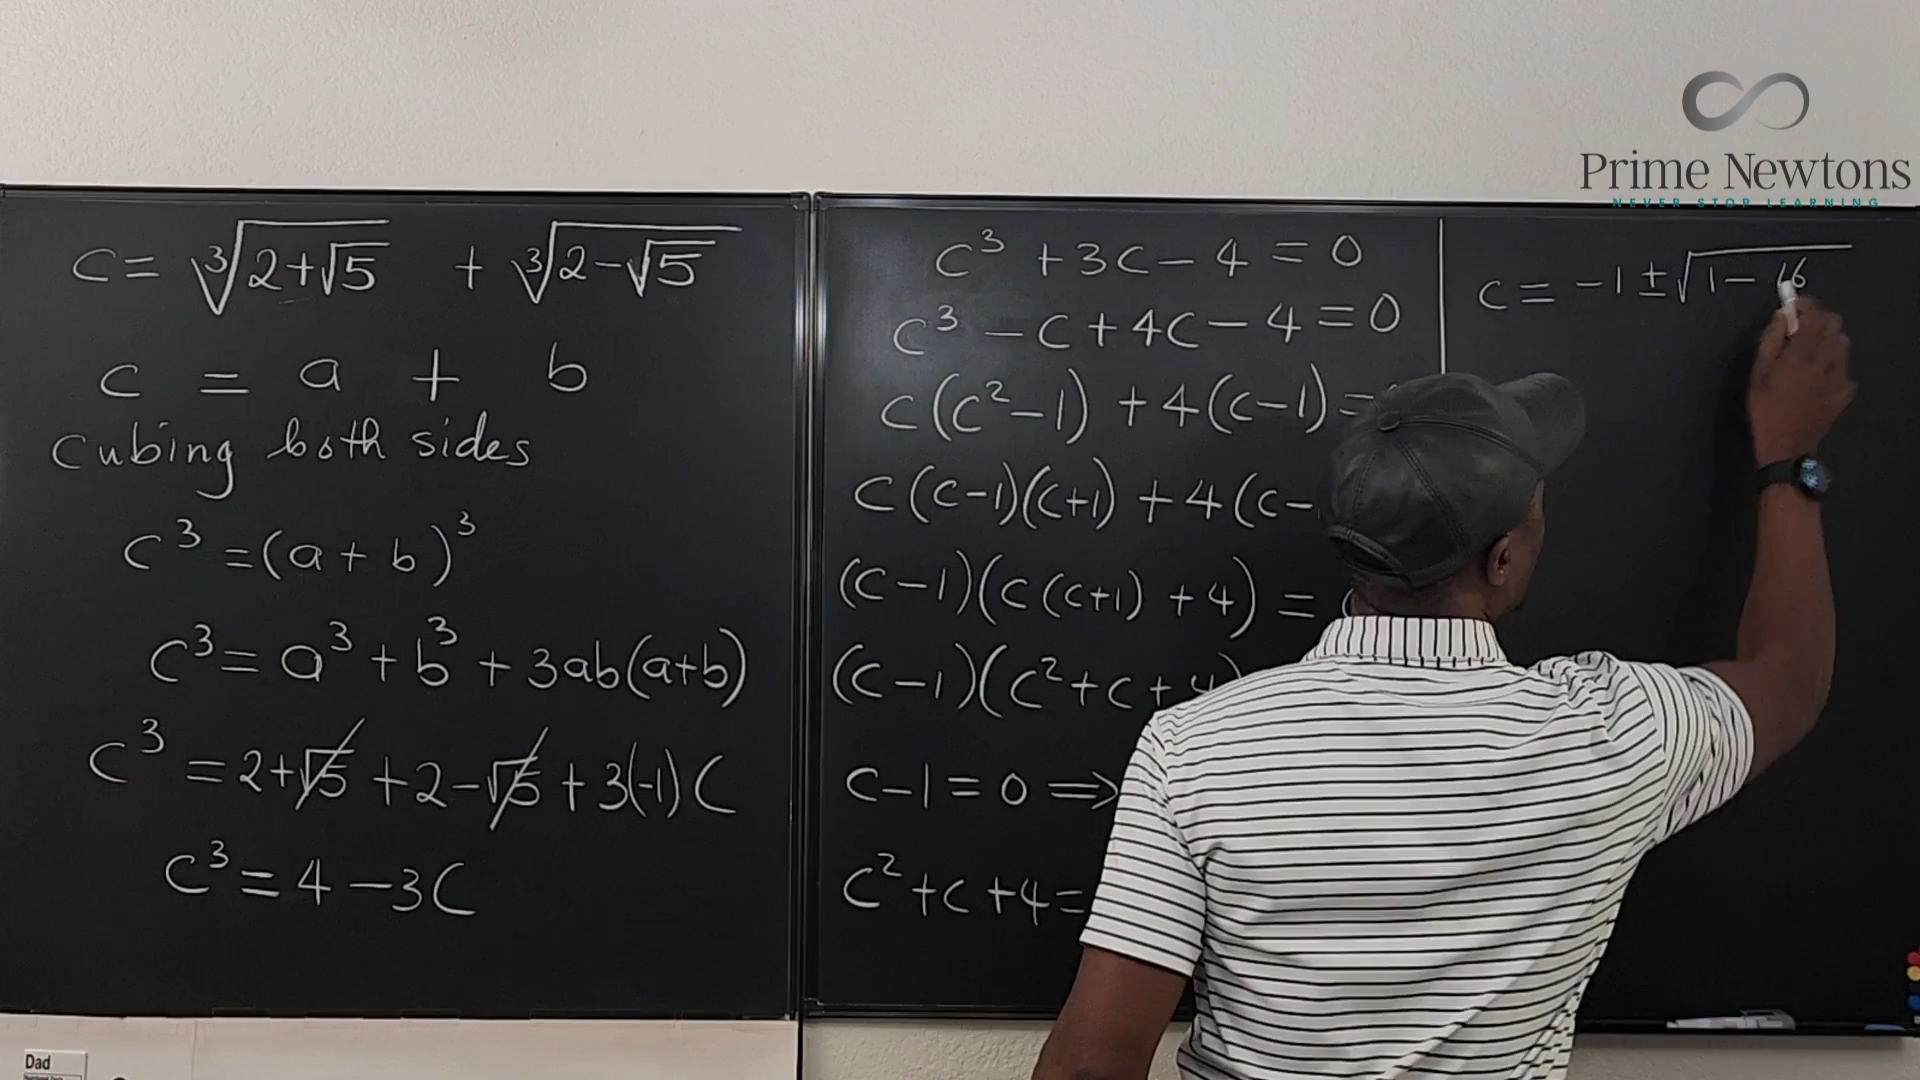 Prime Newtons
NEVER STOP LEARNING
c = ∛(2+√5) + ∛(2-√5)
c = a + b
cubing both sides
c³ = (a + b)³
c³ = a³ + b³ + 3ab(a+b)
c³ = 2+√5 + 2-√5 + 3(-1)C
c³ = 4 - 3C
c³ + 3c - 4 = 0
c³ - c + 4c - 4 = 0
c(c²-1) + 4(c-1) =
c(c-1)(c+1) + 4(c-
(c-1)(c(c+1) + 4) =
(c-1)(c²+c+4)
c-1 = 0 ⇒
c²+c+4 =
c = -1 ± √(1-16
Dad